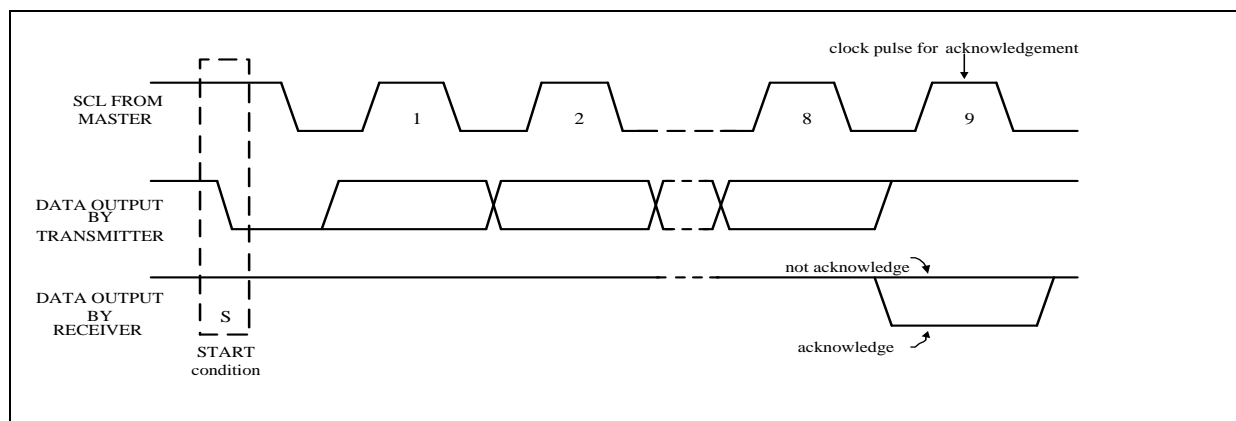 clock pulse for acknowledgement
SCL FROM
MASTER
1
2
8
9
DATA OUTPUT
BY
TRANSMITTER
not acknowledge
DATA OUTPUT
BY
RECEIVER
S
acknowledge
START
condition